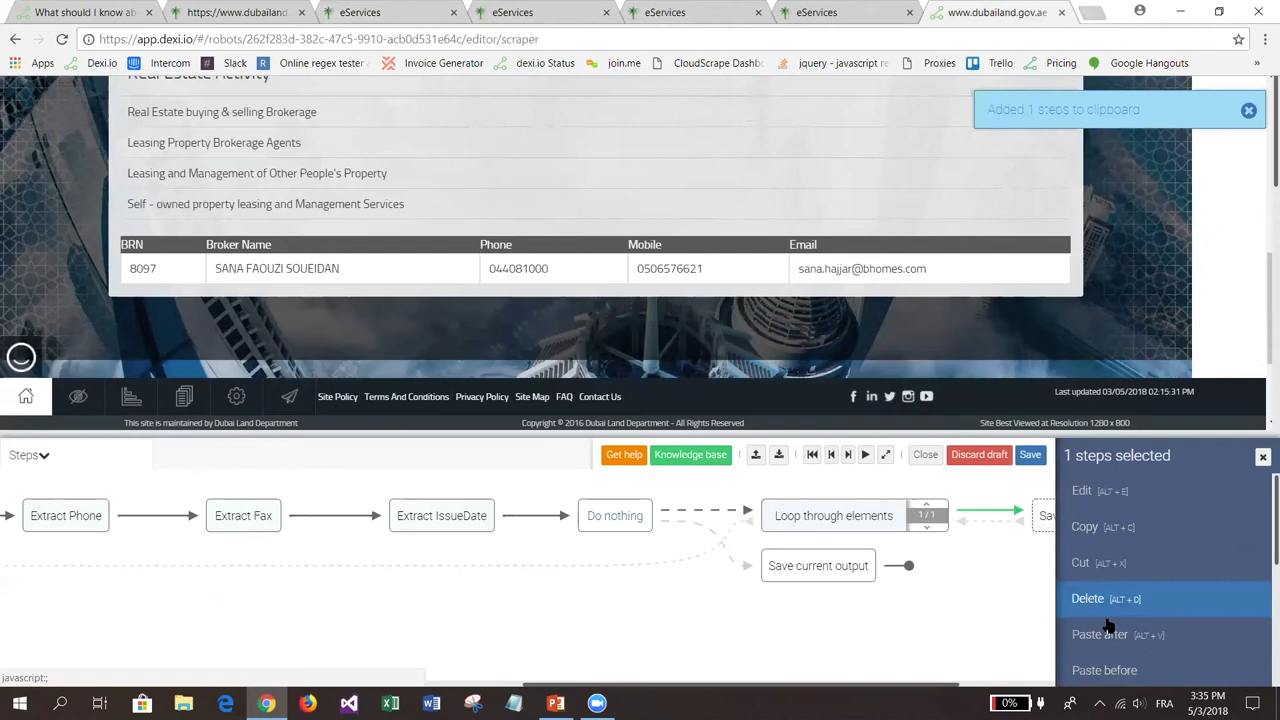 What should I know ab
https://www.dubailand.
eServices
eServices
eServices
eServices
www.dubailand.gov.ae
https://app.dexi.io/#/robots/262f283d-382c-47c5-9910-acb0d531e64c/editor/scraper
Apps
Dexi.io
Intercom
Slack
Online regex tester
Invoice Generator
dexi.io Status
join.me
CloudScrape Dashb
jquery - javascript re
Proxies
Trello
Pricing
Google Hangouts
»
Real Estate Activity
Added 1 steps to clipboard
Real Estate buying & selling Brokerage
Leasing Property Brokerage Agents
Leasing and Management of Other People's Property
Self - owned property leasing and Management Services
BRN Broker Name Phone Mobile Email
8097 SANA FAOUZI SOUEIDAN 044081000 0506576621 sana.hajjar@bhomes.com
Site Policy Terms And Conditions Privacy Policy Site Map FAQ Contact Us
Last updated 03/05/2018 02:15:31 PM
This site is maintained by Dubai Land Department
Copyright © 2016 Dubai Land Department - All Rights Reserved
Site Best Viewed at Resolution 1280 x 800
Steps
Get help
Knowledge base
Close
Discard draft
Save
1 steps selected
Edit [ALT + E]
Copy [ALT + C]
Cut [ALT + X]
Delete [ALT + D]
Paste after [ALT + V]
Paste before
Extract Phone
Extract Fax
Extract IssueDate
Do nothing
Loop through elements
1 / 1
Sav
Save current output
javascript:;
0%
FRA
3:35 PM
5/3/2018